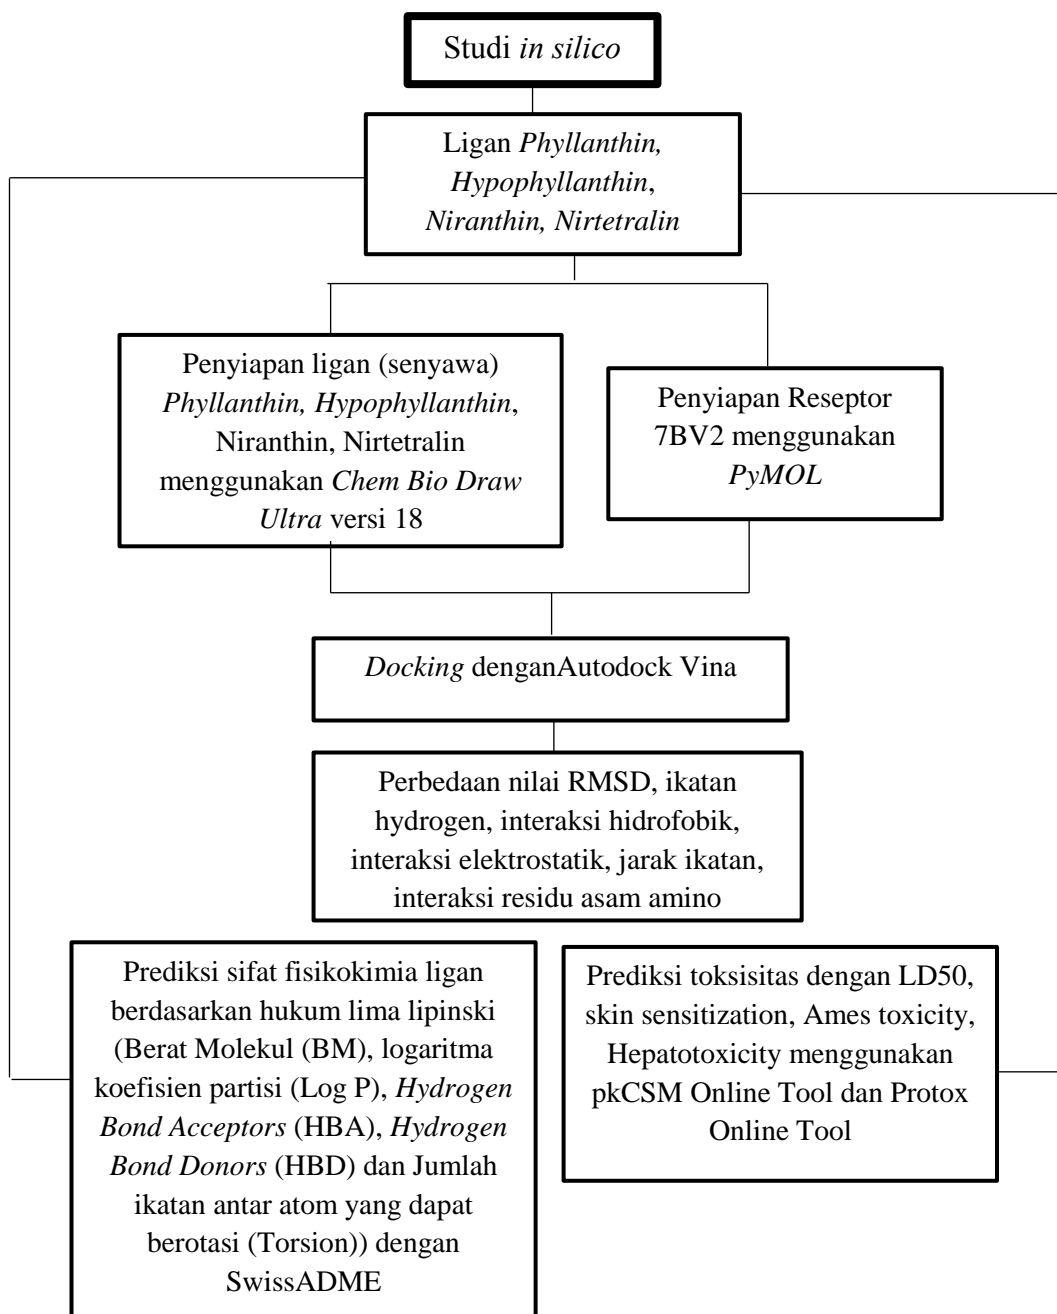 Studi in silico
Ligan Phyllanthin,
Hypophyllanthin,
Niranthin, Nirtetralin
Penyiapan ligan (senyawa)
Phyllanthin, Hypophyllanthin,
Niranthin, Nirtetralin
menggunakan Chem Bio Draw
Ultra versi 18
Penyiapan Reseptor
7BV2 menggunakan
PyMOL
Docking denganAutodock Vina
Perbedaan nilai RMSD, ikatan
hydrogen, interaksi hidrofobik,
interaksi elektrostatik, jarak ikatan,
interaksi residu asam amino
Prediksi sifat fisikokimia ligan
berdasarkan hukum lima lipinski
(Berat Molekul (BM), logaritma
koefisien partisi (Log P), Hydrogen
Bond Acceptors (HBA), Hydrogen
Bond Donors (HBD) dan Jumlah
ikatan antar atom yang dapat
berotasi (Torsion)) dengan
SwissADME
Prediksi toksisitas dengan LD50,
skin sensitization, Ames toxicity,
Hepatotoxicity menggunakan
pkCSM Online Tool dan Protox
Online Tool